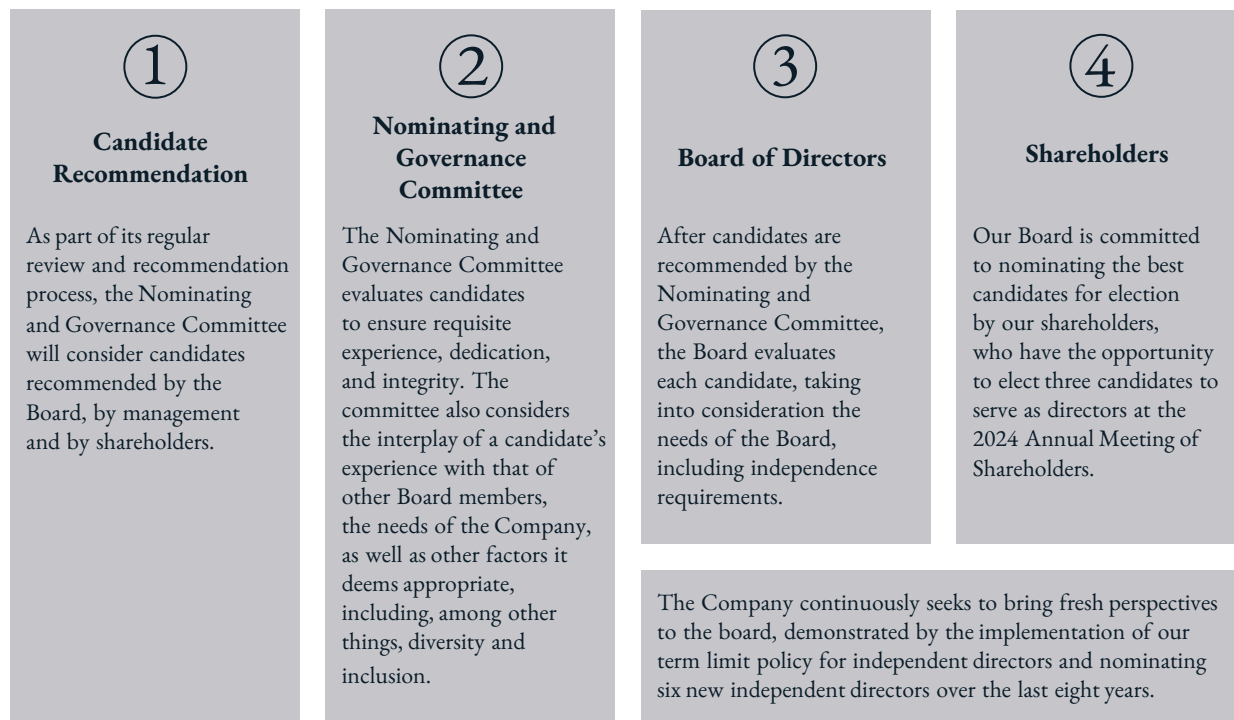 1
Candidate
Recommendation
As part of its regular
review and recommendation
process, the Nominating
and Governance Committee
will consider candidates
recommended by the
Board, by management
and by shareholders.
2
Nominating and
Governance
Committee
The Nominating and
Governance Committee
evaluates candidates
to ensure requisite
experience, dedication,
and integrity. The
committee also considers
the interplay of a candidate’s
experience with that of
other Board members,
the needs of the Company,
as well as other factors it
deems appropriate,
including, among other
things, diversity and
inclusion.
3
Board of Directors
After candidates are
recommended by the
Nominating and
Governance Committee,
the Board evaluates
each candidate, taking
into consideration the
needs of the Board,
including independence
requirements.
4
Shareholders
Our Board is committed
to nominating the best
candidates for election
by our shareholders,
who have the opportunity
to elect three candidates to
serve as directors at the
2024 Annual Meeting of
Shareholders.
The Company continuously seeks to bring fresh perspectives
to the board, demonstrated by the implementation of our
term limit policy for independent directors and nominating
six new independent directors over the last eight years.